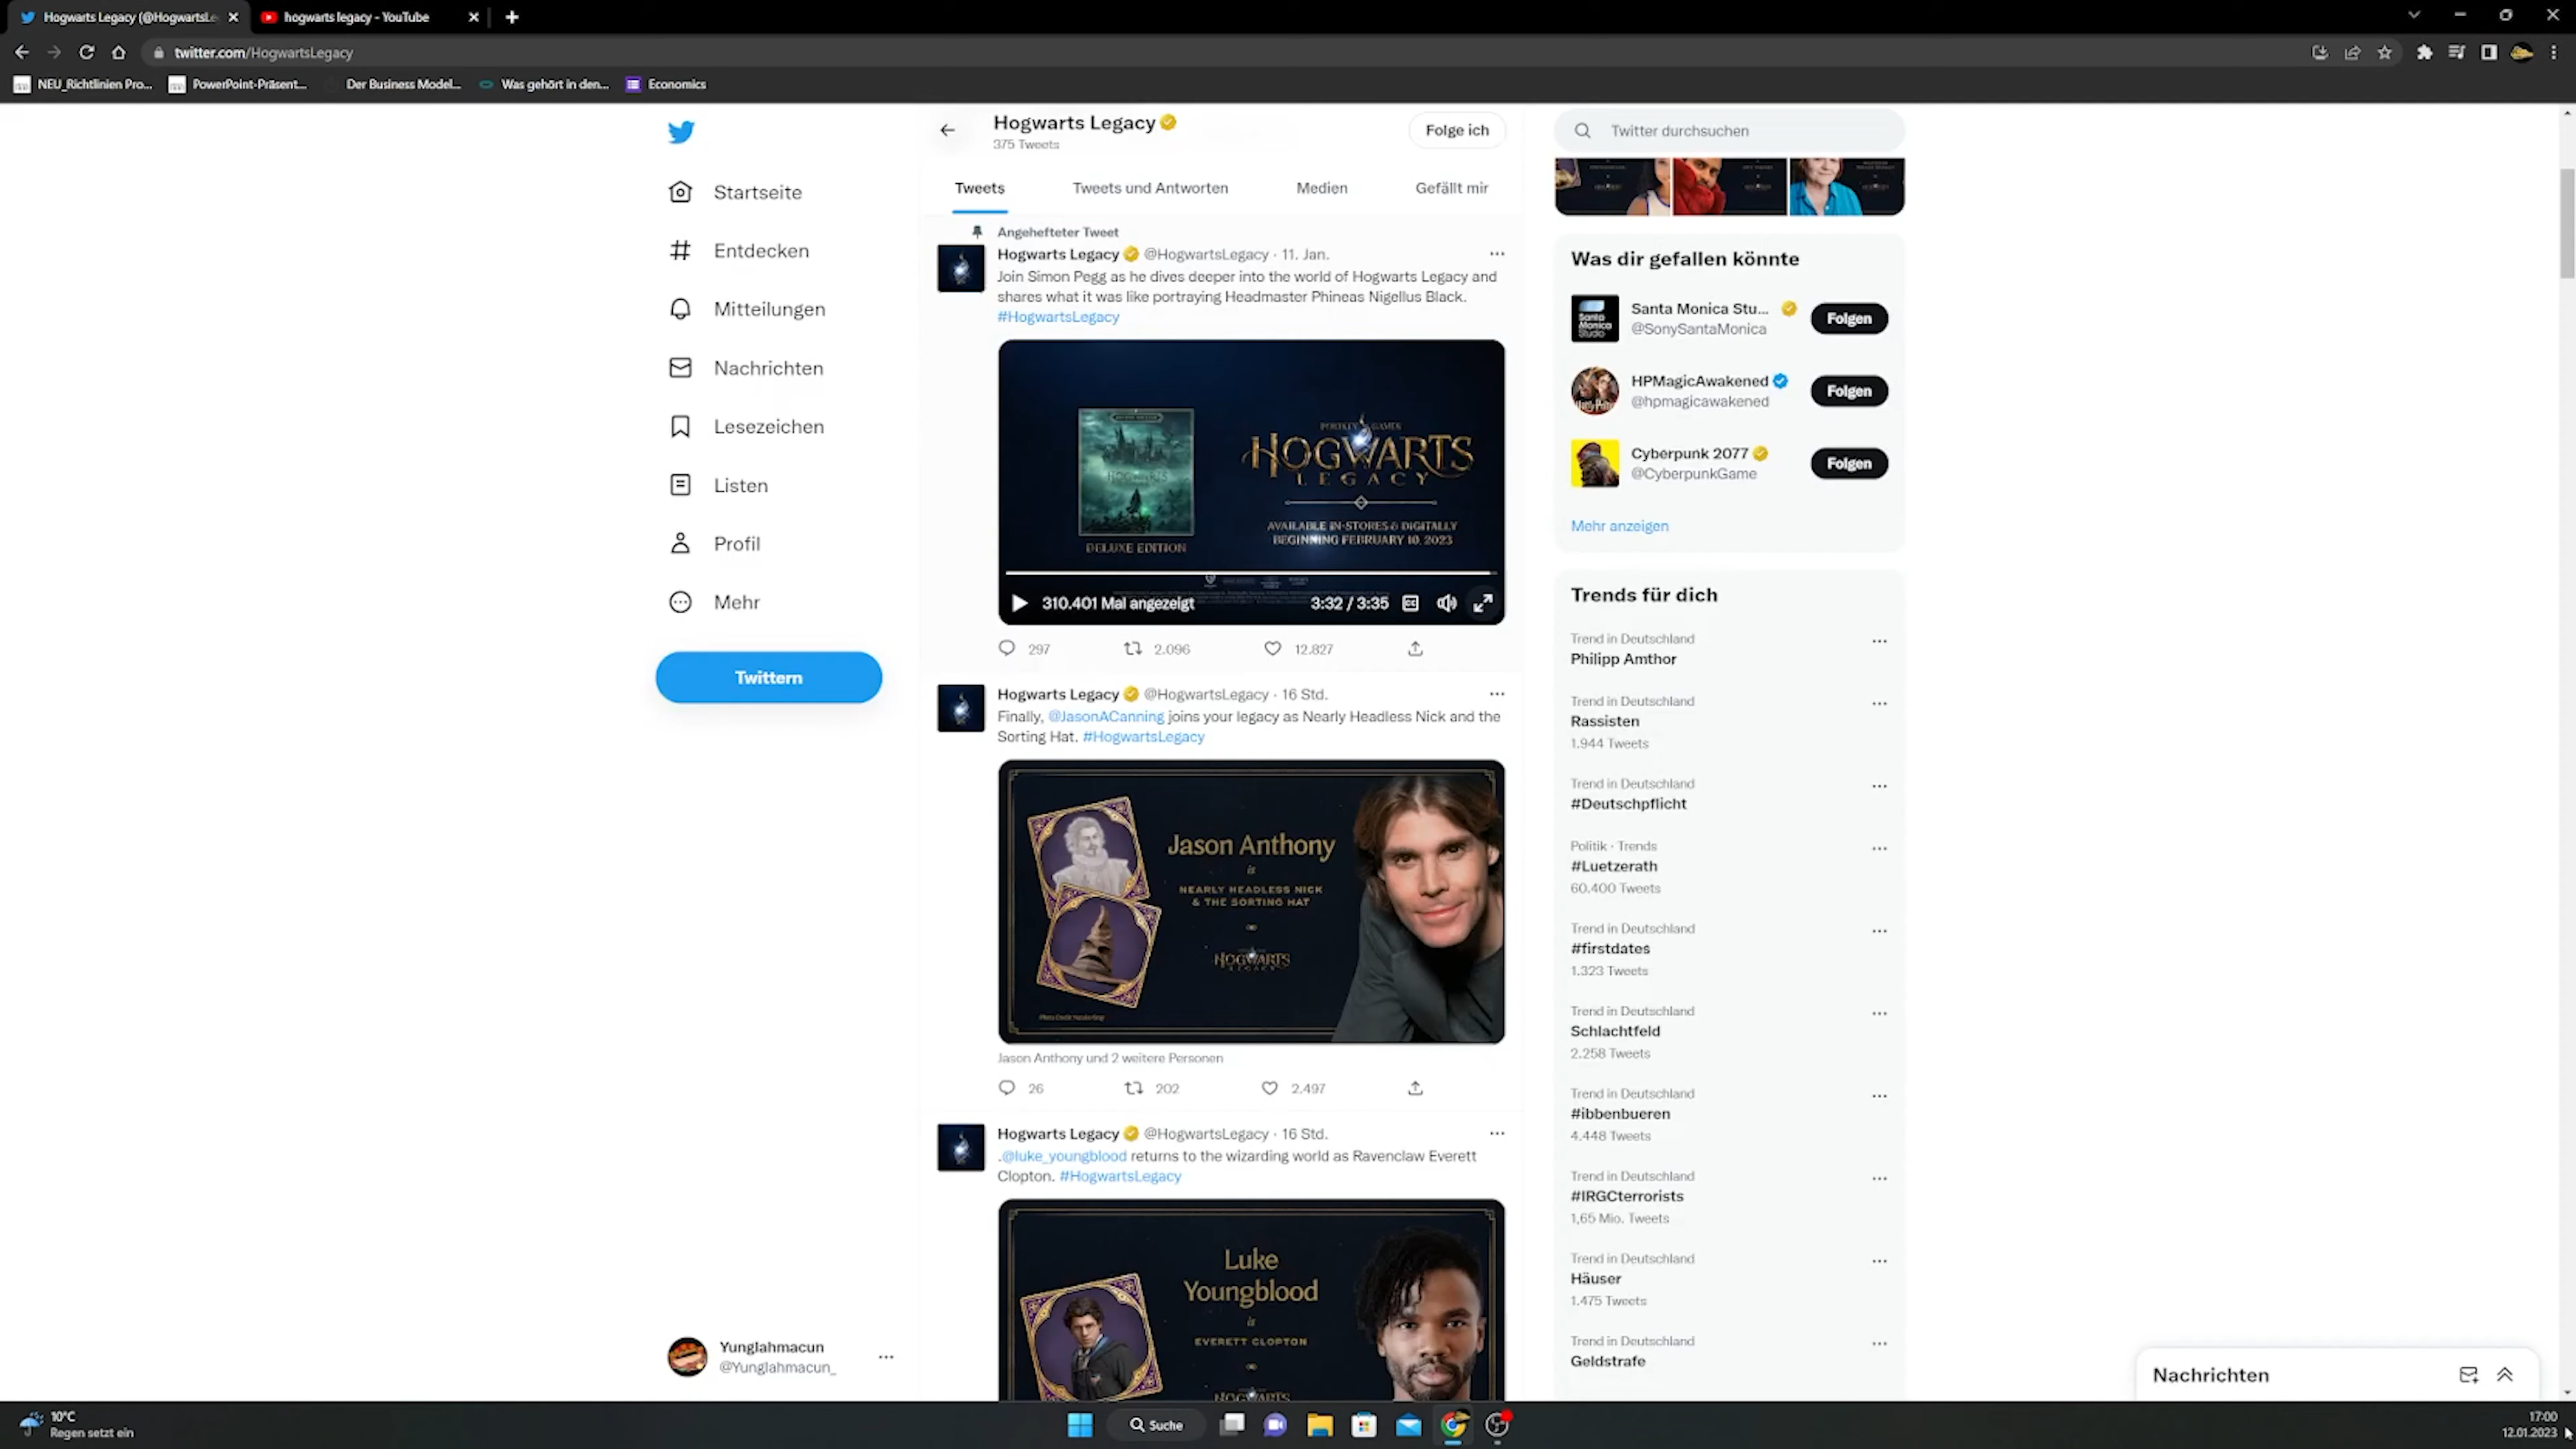 Hogwarts Legacy (@HogwartsLe
hogwarts legacy - YouTube
twitter.com/HogwartsLegacy
NEU_Richtlinien Pro...
PowerPoint-Präsent...
Der Business Model...
Was gehört in den...
Economics
Startseite
Entdecken
Mitteilungen
Nachrichten
Lesezeichen
Listen
Profil
Mehr
Twittern
Yunglahmacun
@Yunglahmacun_
Hogwarts Legacy
375 Tweets
Folge ich
Tweets
Tweets und Antworten
Medien
Gefällt mir
Angehefteter Tweet
Hogwarts Legacy @HogwartsLegacy · 11. Jan.
Join Simon Pegg as he dives deeper into the world of Hogwarts Legacy and
shares what it was like portraying Headmaster Phineas Nigellus Black.
#HogwartsLegacy
HOGWARTS
DELUXE EDITION
PORTKEY GAMES
HOGWARTS
LEGACY
AVAILABLE IN-STORES & DIGITALLY
BEGINNING FEBRUARY 10, 2023
310.401 Mal angezeigt
3:32 / 3:35
297
2.096
12.827
Hogwarts Legacy @HogwartsLegacy · 16 Std.
Finally, @JasonACanning joins your legacy as Nearly Headless Nick and the
Sorting Hat. #HogwartsLegacy
Jason Anthony
is
NEARLY HEADLESS NICK
& THE SORTING HAT
HOGWARTS
LEGACY
Jason Anthony und 2 weitere Personen
26
202
2.497
Hogwarts Legacy @HogwartsLegacy · 16 Std.
.@luke_youngblood returns to the wizarding world as Ravenclaw Everett
Clopton. #HogwartsLegacy
Luke
Youngblood
is
EVERETT CLOPTON
HOGWARTS
Twitter durchsuchen
Was dir gefallen könnte
Santa Monica Stu...
@SonySantaMonica
Folgen
Santa
Monica
Studio
HPMagicAwakened
@hpmagicawakened
Folgen
Cyberpunk 2077
@CyberpunkGame
Folgen
Mehr anzeigen
Trends für dich
Trend in Deutschland
Philipp Amthor
Trend in Deutschland
Rassisten
1.944 Tweets
Trend in Deutschland
#Deutschpflicht
Politik · Trends
#Luetzerath
60.400 Tweets
Trend in Deutschland
#firstdates
1.323 Tweets
Trend in Deutschland
Schlachtfeld
2.258 Tweets
Trend in Deutschland
#ibbenbueren
4.448 Tweets
Trend in Deutschland
#IRGCterrorists
1,65 Mio. Tweets
Trend in Deutschland
Häuser
1.475 Tweets
Trend in Deutschland
Geldstrafe
Nachrichten
10°C
Regen setzt ein
Suche
17:00
12.01.2023